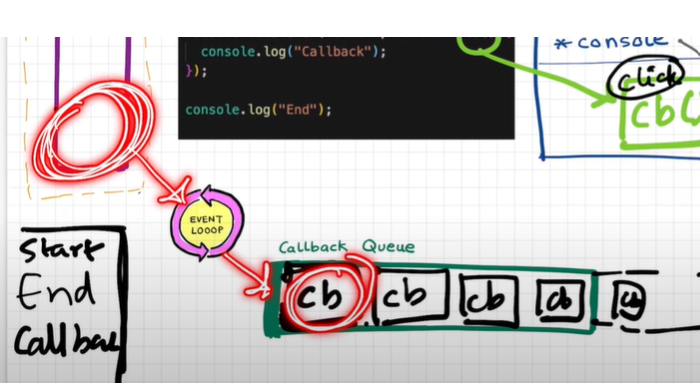 console.log("Callback");
});
console.log("End");
* console
click
cb(
EVENT
LOOOP
Callback Queue
cb cb cb cb
Start
End
Callbac